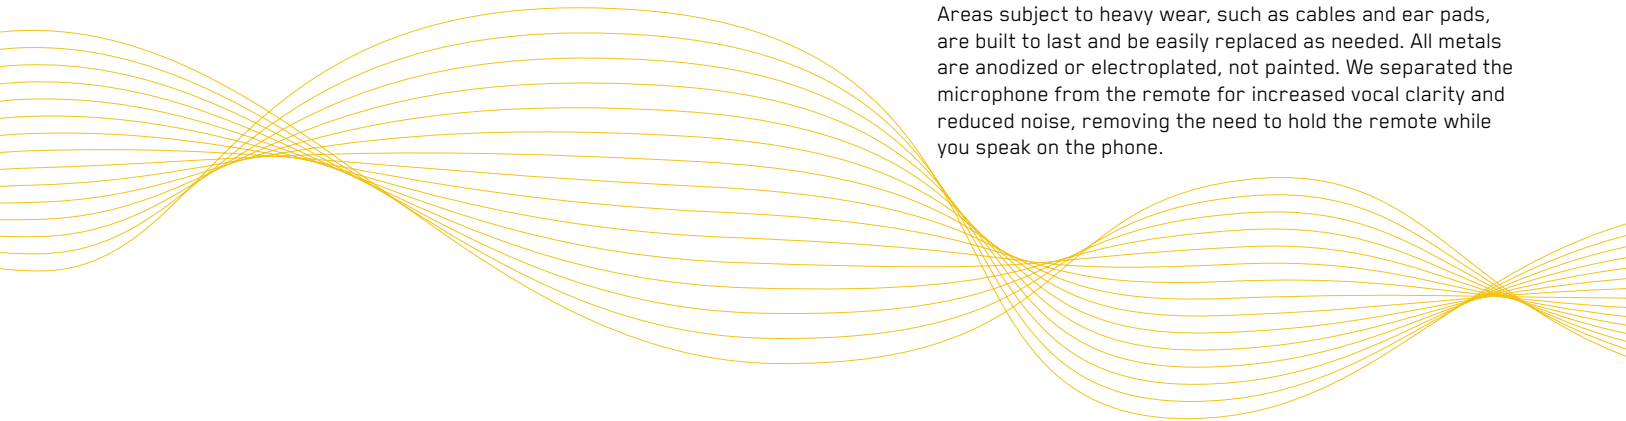 Areas subject to heavy wear, such as cables and ear pads,
are built to last and be easily replaced as needed. All metals
are anodized or electroplated, not painted. We separated the
microphone from the remote for increased vocal clarity and
reduced noise, removing the need to hold the remote while
you speak on the phone.